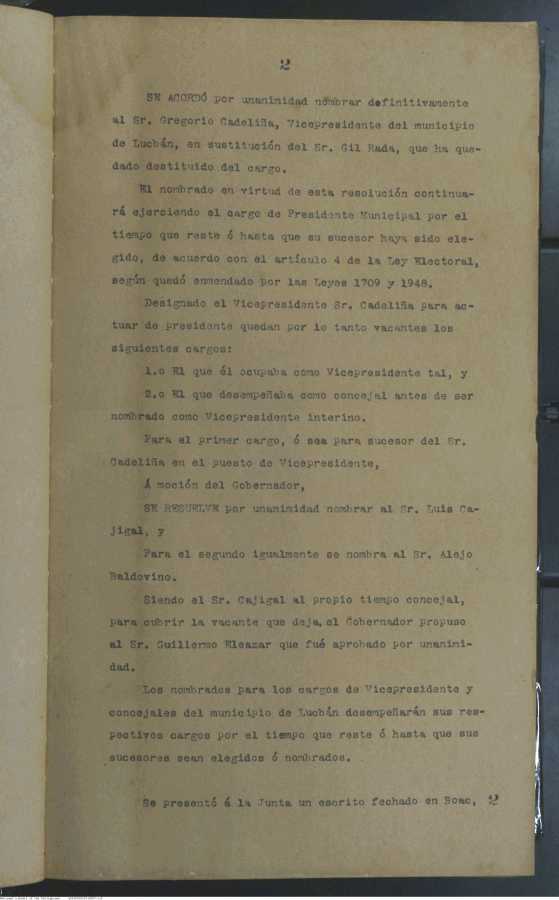 2
SE ACORDÓ por unanimidad nombrar definitivamente
al Sr. Gregorio Cadeliña, Vicepresidente del municipio
de Lucbán, en sustitución del Sr. Gil Rada, que ha que-
dado destituido del cargo.
El nombrado en virtud de esta resolución continua-
rá ejerciendo el cargo de Presidente Municipal por el
tiempo que reste ó hasta que su sucesor haya sido ele-
gido, de acuerdo con el artículo 4 de la Ley Electoral,
según quedó enmendado por las Leyes 1709 y 1948.
Designado el Vicepresidente Sr. Cadeliña para ac-
tuar de presidente quedan por lo tanto vacantes los
siguientes cargos:
1.o El que él ocupaba como Vicepresidente tal, y
2.o El que desempeñaba como concejal antes de ser
nombrado como Vicepresidente interino.
Para el primer cargo, ó sea para sucesor del Sr.
Cadeliña en el puesto de Vicepresidente,
Á moción del Gobernador,
SE RESUELVE por unanimidad nombrar al Sr. Luis Ca-
jigal, y
Para el segundo igualmente se nombra al Sr. Alejo
Baldovino.
Siendo el Sr. Cajigal al propio tiempo concejal,
para cubrir la vacante que deja, el Gobernador propuso
al Sr. Guillermo Eleazar que fué aprobado por unanimi-
dad.
Los nombrados para los cargos de Vicepresidente y
concejales del municipio de Lucbán desempeñarán sus res-
pectivos cargos por el tiempo que reste ó hasta que sus
sucesores sean elegidos ó nombrados.
Se presentó á la Junta un escrito fechado en Boac, 2